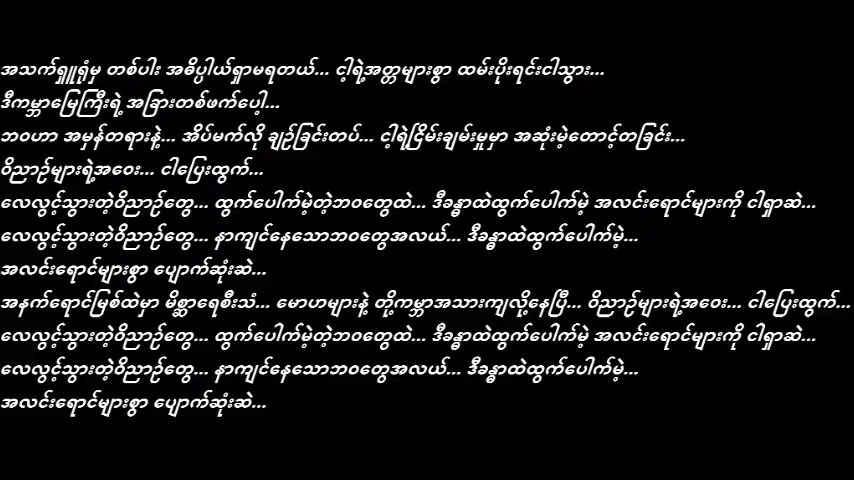 အသက်ရှူရုံမှ တစ်ပါး အဓိပ္ပါယ်ရှာမရတယ်... ငါ့ရဲ့အတ္တများစွာ ထမ်းပိုးရင်းငါသွား...
ဒီကမ္ဘာမြေကြီးရဲ့ အခြားတစ်ဖက်ပေါ့...
ဘဝဟာ အမှန်တရားနဲ့... အိပ်မက်လို ချဉ်ခြင်းတပ်... ငါ့ရဲ့ငြိမ်းချမ်းမှုမှာ အဆုံးမဲ့တောင့်တခြင်း...
ဝိညာဉ်များရဲ့အဝေး... ငါပြေးထွက်...
လေလွင့်သွားတဲ့ဝိညာဉ်တွေ... ထွက်ပေါက်မဲ့တဲ့ဘဝတွေထဲ... ဒီခန္ဓာထဲထွက်ပေါက်မဲ့ အလင်းရောင်များကို ငါရှာဆဲ...
လေလွင့်သွားတဲ့ဝိညာဉ်တွေ... နာကျင်နေသောဘဝတွေအလယ်... ဒီခန္ဓာထဲထွက်ပေါက်မဲ့...
အလင်းရောင်များစွာ ပျောက်ဆုံးဆဲ...
အနက်ရောင်မြစ်ထဲမှာ မိစ္ဆာရေစီးသံ... မောဟများနဲ့ တို့ကမ္ဘာအသားကျလို့နေပြီ... ဝိညာဉ်များရဲ့အဝေး... ငါပြေးထွက်...
လေလွင့်သွားတဲ့ဝိညာဉ်တွေ... ထွက်ပေါက်မဲ့တဲ့ဘဝတွေထဲ... ဒီခန္ဓာထဲထွက်ပေါက်မဲ့ အလင်းရောင်များကို ငါရှာဆဲ...
လေလွင့်သွားတဲ့ဝိညာဉ်တွေ... နာကျင်နေသောဘဝတွေအလယ်... ဒီခန္ဓာထဲထွက်ပေါက်မဲ့...
အလင်းရောင်များစွာ ပျောက်ဆုံးဆဲ...